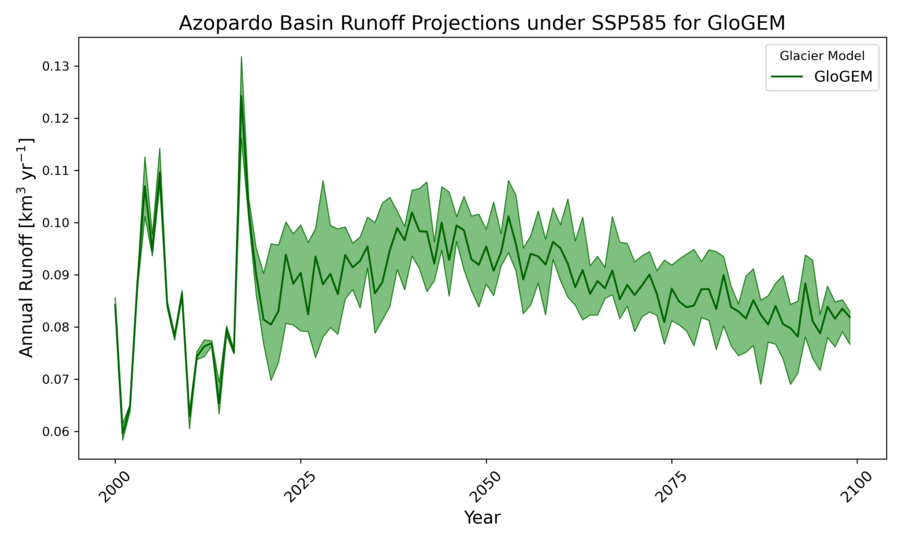 Azopardo Basin Runoff Projections under SSP585 for GloGEM
Glacier Model
GloGEM
0.13
0.12
0.11
0.10
0.09
0.08
0.07
0.06
Annual Runoff [km³ yr⁻¹]
2000
2025
2050
2075
2100
Year